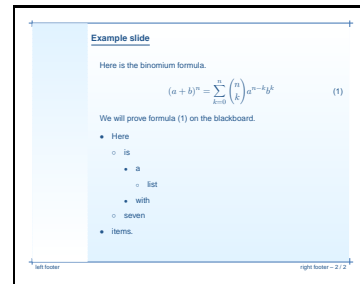 Example slide
Here is the binomium formula.
(a + b)^n = \sum_{k=0}^{n} \binom{n}{k} a^{n-k} b^k (1)
We will prove formula (1) on the blackboard.
• Here
◦ is
• a
◦ list
• with
◦ seven
• items.
left footer right footer – 2 / 2